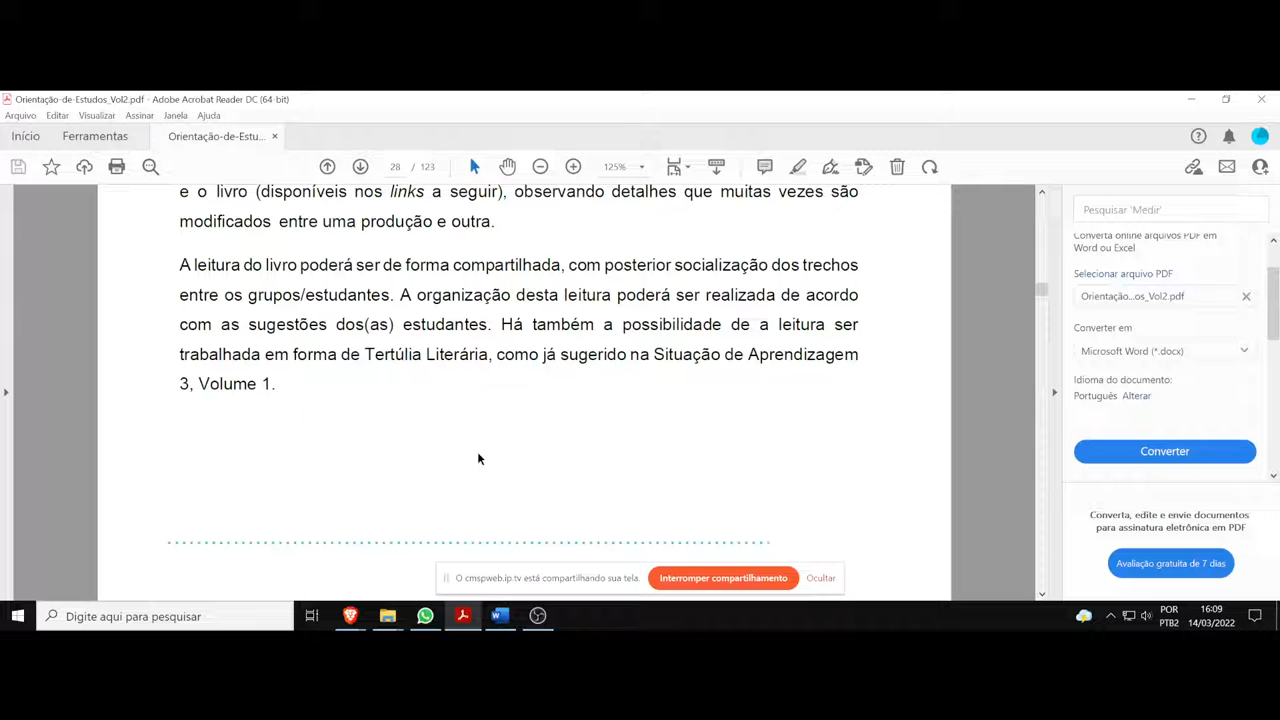 Orientação-de-Estudos_Vol2.pdf - Adobe Acrobat Reader DC (64-bit)
Arquivo Editar Visualizar Assinar Janela Ajuda
Início Ferramentas Orientação-de-Estu... ×
28 / 123 125%
e o livro (disponíveis nos links a seguir), observando detalhes que muitas vezes são
modificados entre uma produção e outra.
A leitura do livro poderá ser de forma compartilhada, com posterior socialização dos trechos
entre os grupos/estudantes. A organização desta leitura poderá ser realizada de acordo
com as sugestões dos(as) estudantes. Há também a possibilidade de a leitura ser
trabalhada em forma de Tertúlia Literária, como já sugerido na Situação de Aprendizagem
3, Volume 1.
Pesquisar 'Medir'
Converta online arquivos PDF em
Word ou Excel
Selecionar arquivo PDF
Orientação...os_Vol2.pdf
Converter em
Microsoft Word (*.docx)
Idioma do documento:
Português Alterar
Converter
Converta, edite e envie documentos
para assinatura eletrônica em PDF
Avaliação gratuita de 7 dias
O cmspweb.ip.tv está compartilhando sua tela. Interromper compartilhamento Ocultar
Digite aqui para pesquisar
POR
PTB2
16:09
14/03/2022